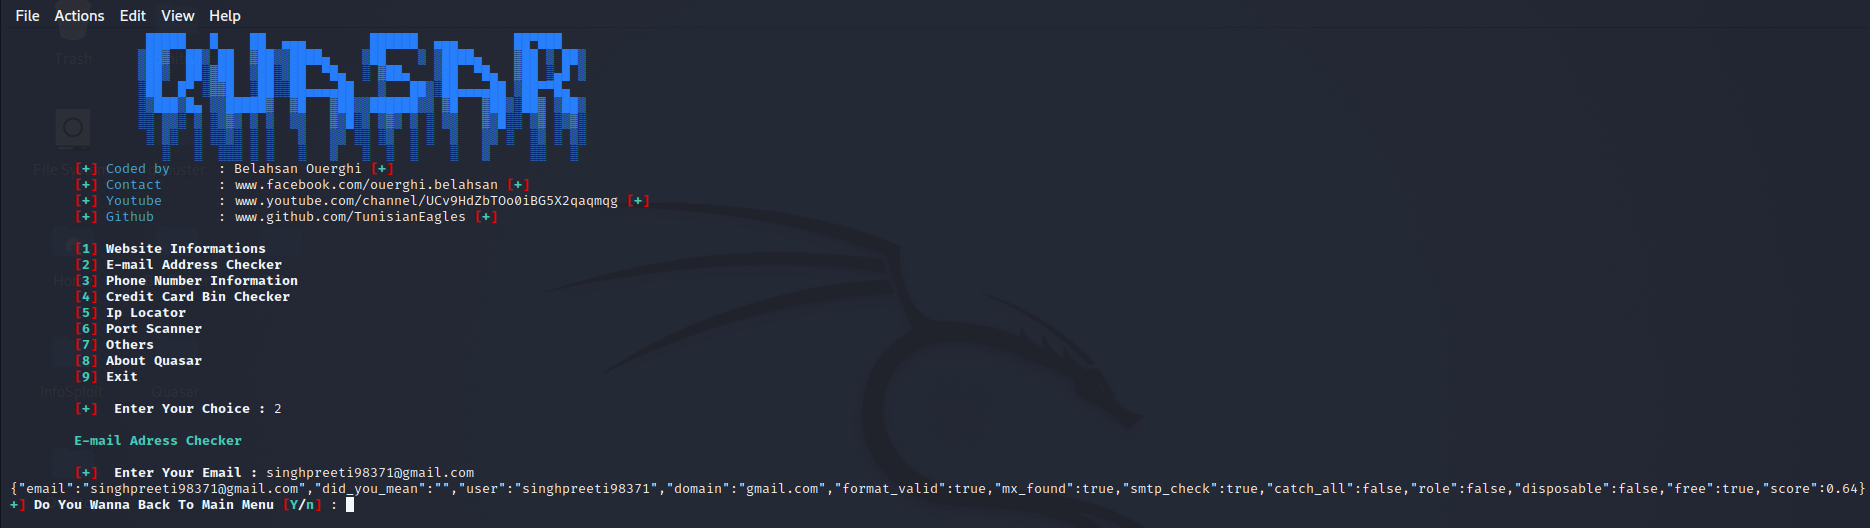 File Actions Edit View Help
QUASAR
Trash
[+] Coded by : Belahsan Ouerghi [+]
[+] Contact : www.facebook.com/ouerghi.belahsan [+]
[+] Youtube : www.youtube.com/channel/UCv9HdZbTOo0iBG5X2qaqmqg [+]
[+] Github : www.github.com/TunisianEagles [+]
[1] Website Informations
[2] E-mail Address Checker
[3] Phone Number Information
[4] Credit Card Bin Checker
[5] Ip Locator
[6] Port Scanner
[7] Others
[8] About Quasar
[9] Exit
InfoSploit Quasar
[+] Enter Your Choice : 2
E-mail Adress Checker
[+] Enter Your Email : singhpreeti98371@gmail.com
{"email":"singhpreeti98371@gmail.com","did_you_mean":"","user":"singhpreeti98371","domain":"gmail.com","format_valid":true,"mx_found":true,"smtp_check":true,"catch_all":false,"role":false,"disposable":false,"free":true,"score":0.64}
+] Do You Wanna Back To Main Menu [Y/n] :